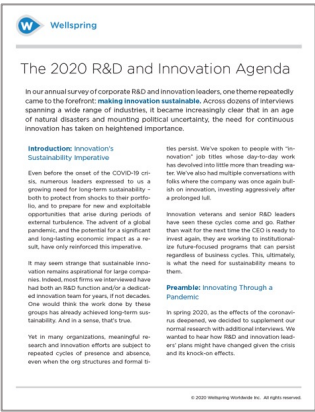 W
Wellspring
The 2020 R&D and Innovation Agenda
In our annual survey of corporate R&D and innovation leaders, one theme repeatedly
came to the forefront: making innovation sustainable. Across dozens of interviews
spanning a wide range of industries, it became increasingly clear that in an age
of natural disasters and mounting political uncertainty, the need for continuous
innovation has taken on heightened importance.
Introduction: Innovation's
Sustainability Imperative
Even before the onset of the COVID-19 cri-
sis, numerous leaders expressed to us a
growing need for long-term sustainability –
both to protect from shocks to their portfo-
lio, and to prepare for new and exploitable
opportunities that arise during periods of
external turbulence. The advent of a global
pandemic, and the potential for a significant
and long-lasting economic impact as a re-
sult, have only reinforced this imperative.
It may seem strange that sustainable inno-
vation remains aspirational for large compa-
nies. Indeed, most firms we interviewed have
had both an R&D function and/or a dedicat-
ed innovation team for years, if not decades.
One would think the work done by these
groups has already achieved long-term sus-
tainability. And in a sense, that's true.
Yet in many organizations, meaningful re-
search and innovation efforts are subject to
repeated cycles of presence and absence,
even when the org structures and formal ti-
tles persist. We've spoken to people with "in-
novation" job titles whose day-to-day work
has devolved into little more than treading wa-
ter. We've also had multiple conversations with
folks where the company was once again bull-
ish on innovation, investing aggressively after
a prolonged lull.
Innovation veterans and senior R&D leaders
have seen these cycles come and go. Rather
than wait for the next time the CEO is ready to
invest again, they are working to institutional-
ize future-focused programs that can persist
regardless of business cycles. This, ultimately,
is what the need for sustainability means to
them.
Preamble: Innovating Through a
Pandemic
In spring 2020, as the effects of the coronavi-
rus deepened, we decided to supplement our
normal research with additional interviews. We
wanted to hear how R&D and innovation lead-
ers' plans might have changed given the crisis
and its knock-on effects.
© 2020 Wellspring Worldwide Inc. All rights reserved.